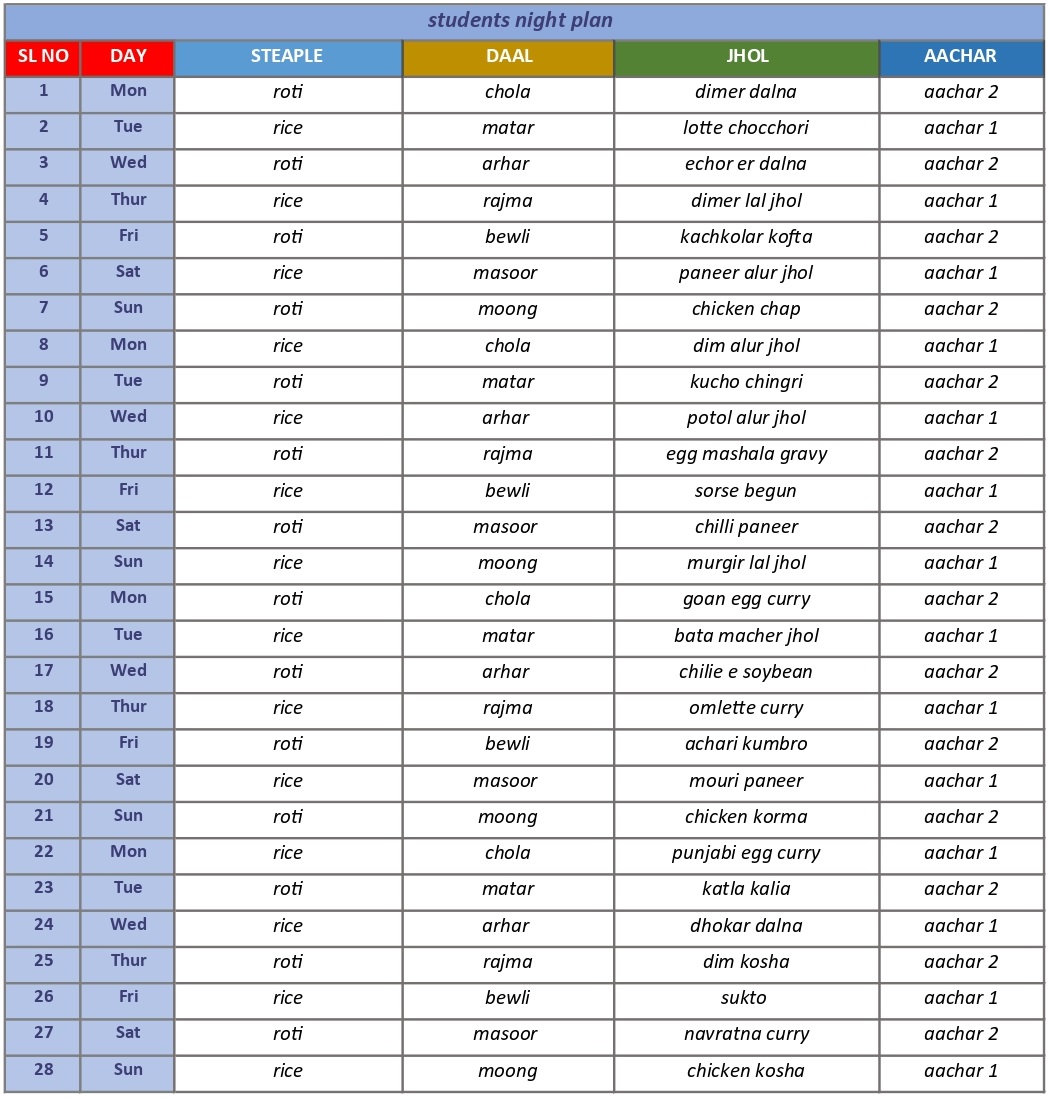 students night plan
SL NO DAY STEAPLE DAAL JHOL AACHAR
1 Mon roti chola dimer dalna aachar 2
2 Tue rice matar lotte chocchori aachar 1
3 Wed roti arhar echor er dalna aachar 2
4 Thur rice rajma dimer lal jhol aachar 1
5 Fri roti bewli kachkolar kofta aachar 2
6 Sat rice masoor paneer alur jhol aachar 1
7 Sun roti moong chicken chap aachar 2
8 Mon rice chola dim alur jhol aachar 1
9 Tue roti matar kucho chingri aachar 2
10 Wed rice arhar potol alur jhol aachar 1
11 Thur roti rajma egg mashala gravy aachar 2
12 Fri rice bewli sorse begun aachar 1
13 Sat roti masoor chilli paneer aachar 2
14 Sun rice moong murgir lal jhol aachar 1
15 Mon roti chola goan egg curry aachar 2
16 Tue rice matar bata macher jhol aachar 1
17 Wed roti arhar chilie e soybean aachar 2
18 Thur rice rajma omlette curry aachar 1
19 Fri roti bewli achari kumbro aachar 2
20 Sat rice masoor mouri paneer aachar 1
21 Sun roti moong chicken korma aachar 2
22 Mon rice chola punjabi egg curry aachar 1
23 Tue roti matar katla kalia aachar 2
24 Wed rice arhar dhokar dalna aachar 1
25 Thur roti rajma dim kosha aachar 2
26 Fri rice bewli sukto aachar 1
27 Sat roti masoor navratna curry aachar 2
28 Sun rice moong chicken kosha aachar 1